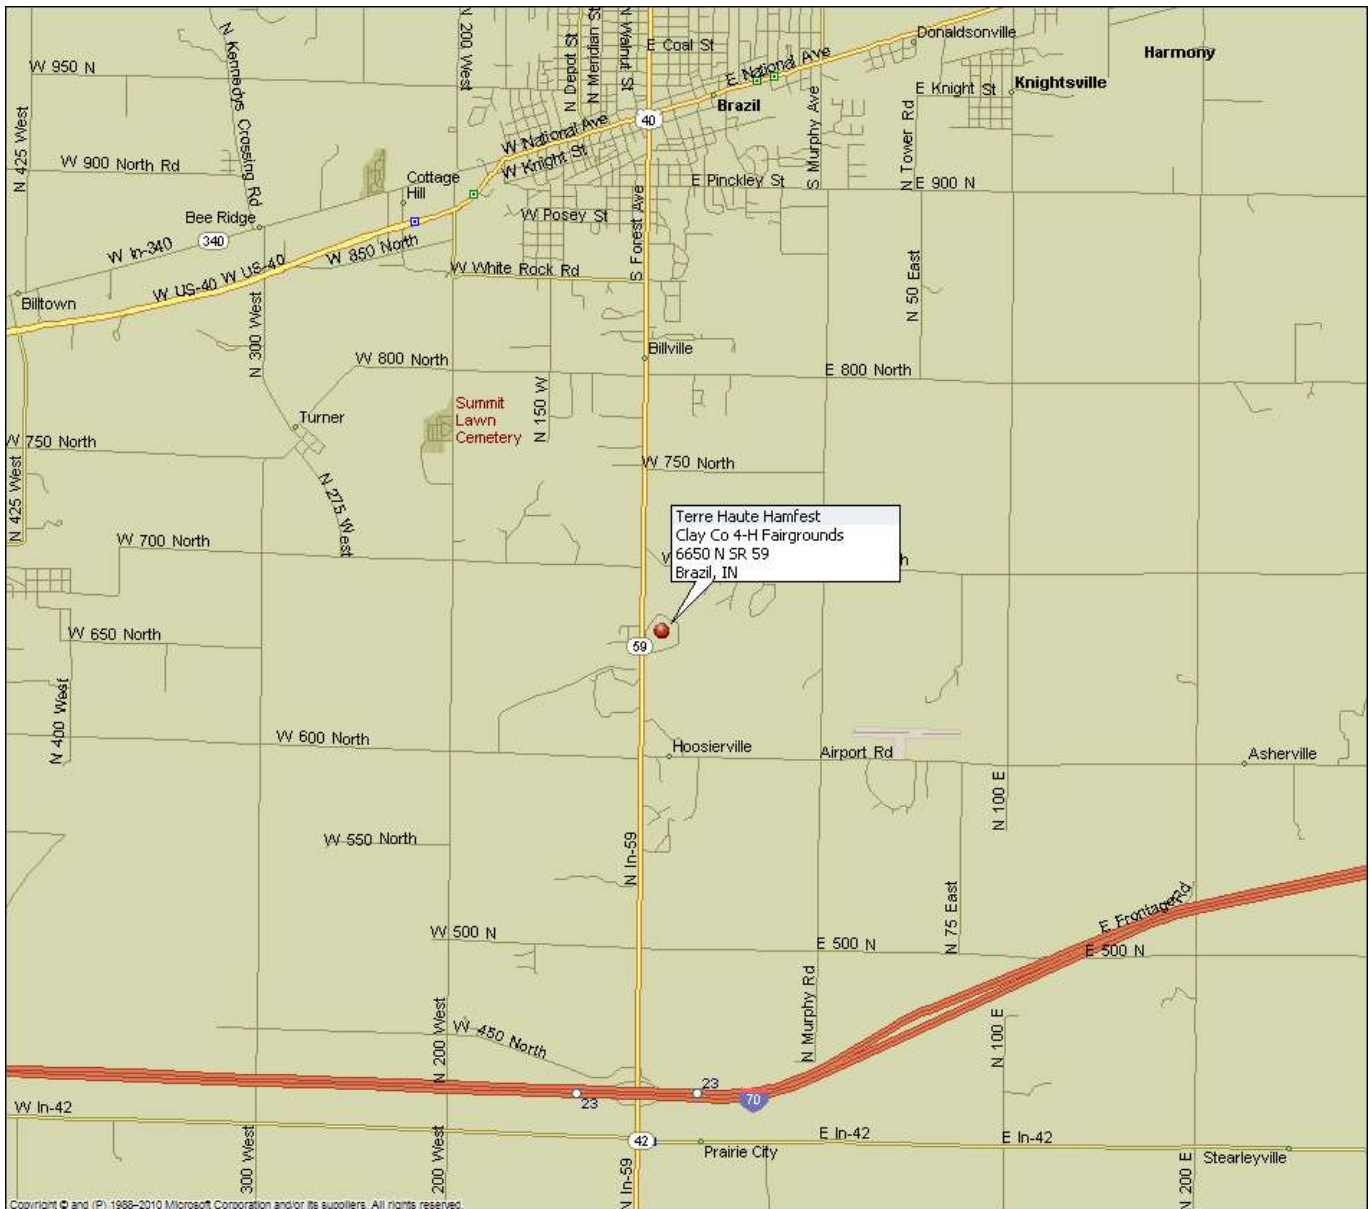 N Kennedys Crossing Rd
N 200 West
N Depot St
N Meridian St
N Walnut St
E Coal St
Donaldsonville
Harmony
W 950 N
E National Ave
Brazil
E Knight St
Knightsville
40
N 425 West
W National Ave
S Murphy Ave
N Tower Rd
W 900 North Rd
W Knight St
Cottage
Hill
E Pinckley St
E 900 N
Bee Ridge
W Posey St
340
W In-340
W 850 North
S Forest Ave
W US-40
W US-40
W White Rock Rd
N 50 East
Billtown
N 300 West
Billville
W 800 North
E 800 North
N 150 W
Summit
Lawn
Cemetery
Turner
W 750 North
W 750 North
N 425 West
N 275 West
Terre Haute Hamfest
Clay Co 4-H Fairgrounds
6650 N SR 59
Brazil, IN
W 700 North
W 650 North
59
N 400 West
W 600 North
Hoosierville
Airport Rd
Asherville
N 100 E
W 550 North
N In-59
N 75 East
E Frontage Rd
W 500 N
E 500 N
E 500 N
N Murphy Rd
N 200 West
W 450 North
N 100 E
23
23
70
W In-42
42
E In-42
E In-42
Prairie City
Stearleyville
300 West
200 West
N In-59
N 200 E
Copyright © and (P) 1988-2010 Microsoft Corporation and/or its suppliers. All rights reserved.